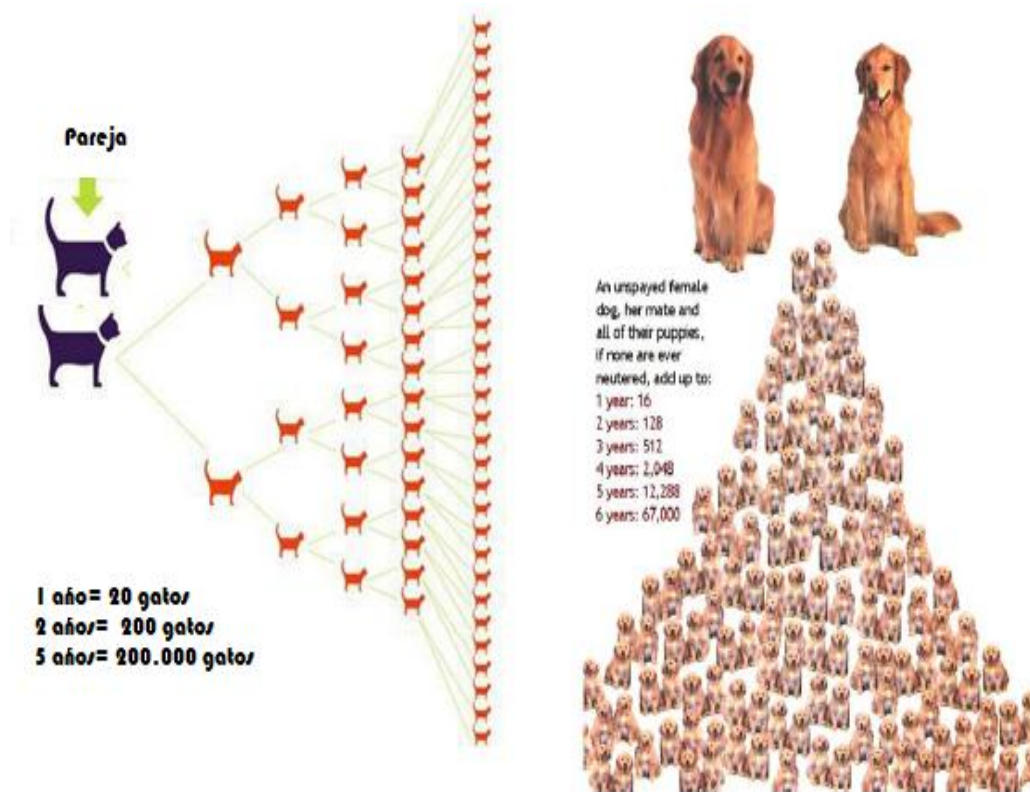 Pareja
1 año= 20 gatos
2 años= 200 gatos
5 años= 200.000 gatos
An unspayed female
dog, her mate and
all of their puppies,
if none are ever
neutered, add up to:
1 year: 16
2 years: 128
3 years: 512
4 years: 2,048
5 years: 12,288
6 years: 67,000